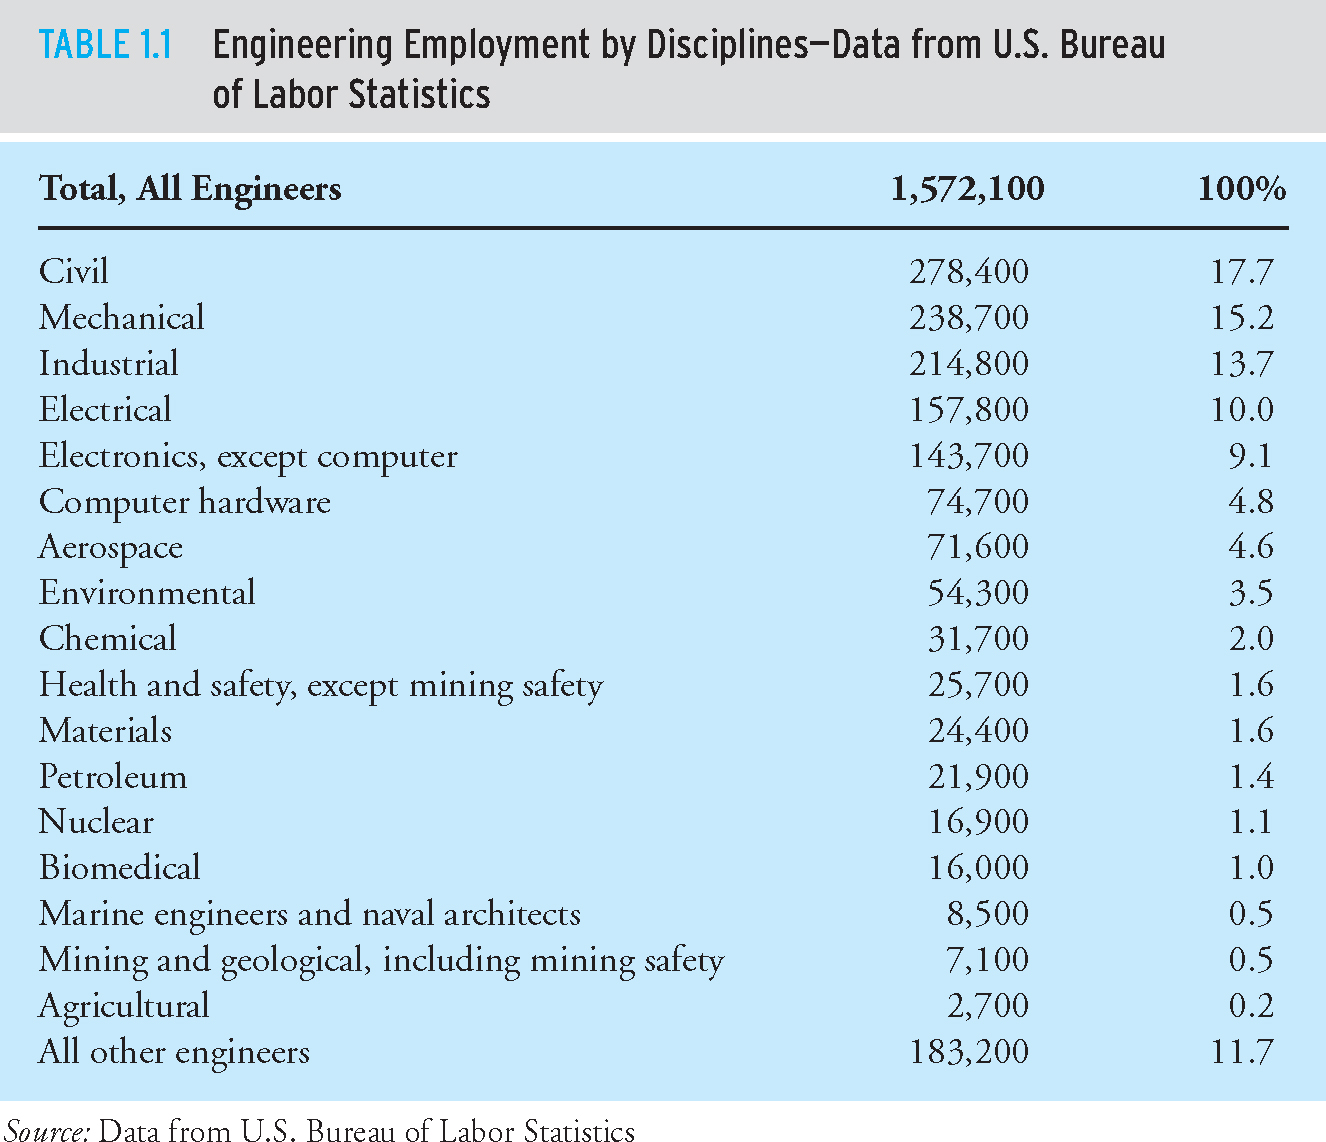 TABLE 1.1 Engineering Employment by Disciplines—Data from U.S. Bureau
of Labor Statistics
Total, All Engineers 1,572,100 100%
Civil 278,400 17.7
Mechanical 238,700 15.2
Industrial 214,800 13.7
Electrical 157,800 10.0
Electronics, except computer 143,700 9.1
Computer hardware 74,700 4.8
Aerospace 71,600 4.6
Environmental 54,300 3.5
Chemical 31,700 2.0
Health and safety, except mining safety 25,700 1.6
Materials 24,400 1.6
Petroleum 21,900 1.4
Nuclear 16,900 1.1
Biomedical 16,000 1.0
Marine engineers and naval architects 8,500 0.5
Mining and geological, including mining safety 7,100 0.5
Agricultural 2,700 0.2
All other engineers 183,200 11.7
Source: Data from U.S. Bureau of Labor Statistics